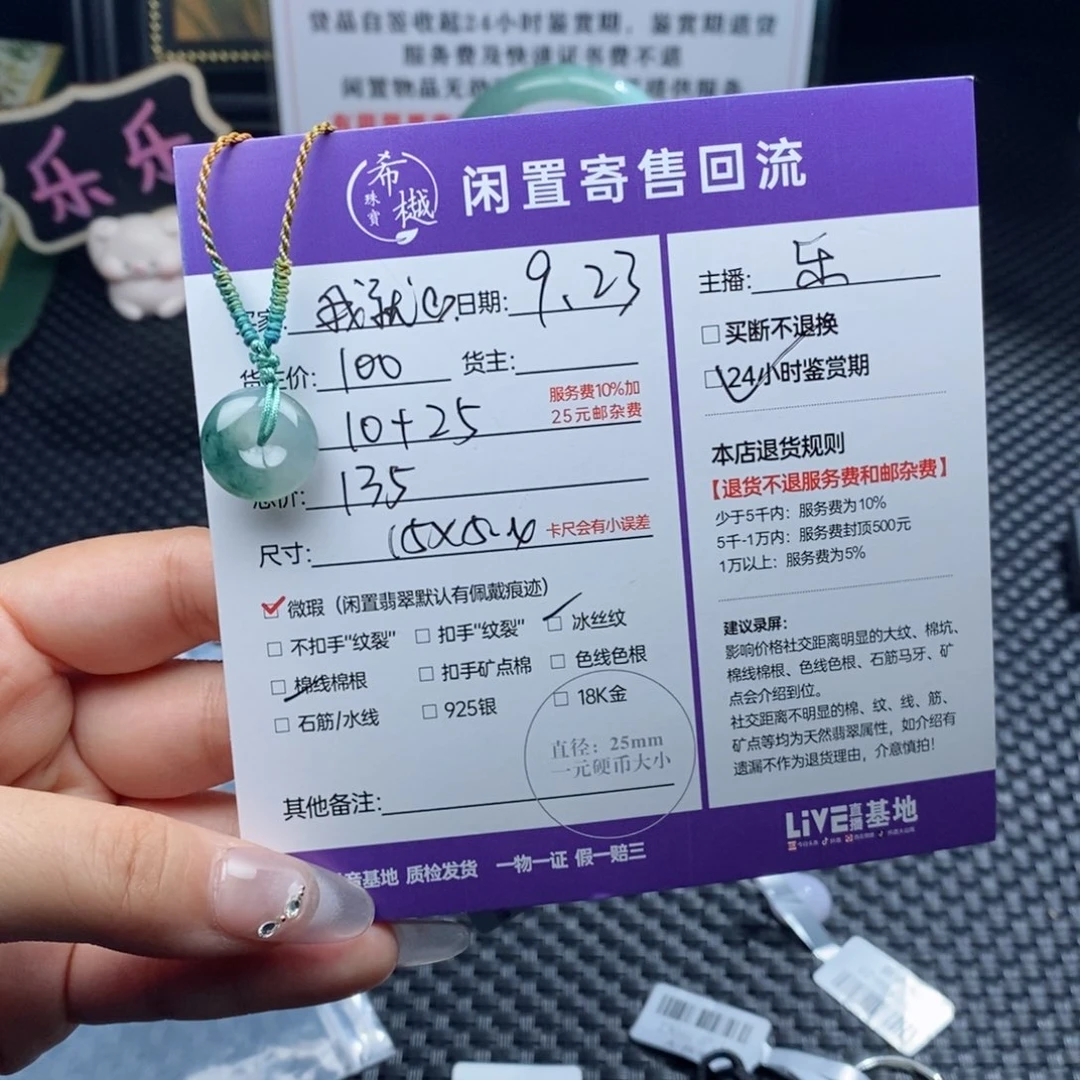 货品自签收起24小时鉴赏期，鉴赏期退货
服务费及快递证书费不退
乐乐
希樾
珠宝
闲置寄售回流
日期: 9.23
价: 100 货主:
10+25
服务费10%加
25元邮杂费
总价: 135
尺寸:
卡尺会有小误差
微瑕（闲置翡翠默认有佩戴痕迹）
不扣手"纹裂" 扣手"纹裂" 冰丝纹
棉线棉根 扣手矿点棉 色线色根
石筋/水线 925银 18K金
直径：25mm
一元硬币大小
其他备注:
主播: 乐
买断不退换
24小时鉴赏期
本店退货规则
【退货不退服务费和邮杂费】
少于5千内：服务费为10%
5千-1万内：服务费封顶500元
1万以上：服务费为5%
建议录屏：
影响价格社交距离明显的大纹、棉坑、
棉线棉根、色线色根、石筋马牙、矿
点会介绍到位。
社交距离不明显的棉、纹、线、筋、
矿点等均为天然翡翠属性，如介绍有
遗漏不作为退货理由，介意慎拍！
音基地 质检发货 一物一证 假一赔三
LiVE直播基地